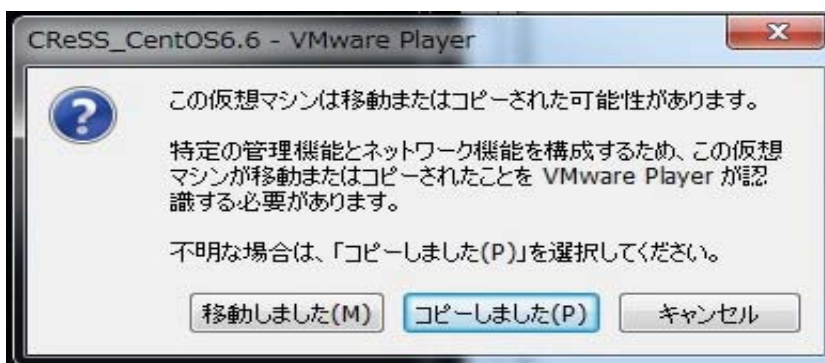 CReSS_CentOS6.6 - VMware Player
この仮想マシンは移動またはコピーされた可能性があります。
特定の管理機能とネットワーク機能を構成するため、この仮想
マシンが移動またはコピーされたことを VMware Player が認
識する必要があります。
不明な場合は、「コピーしました(P)」を選択してください。
移動しました(M)
コピーしました(P)
キャンセル